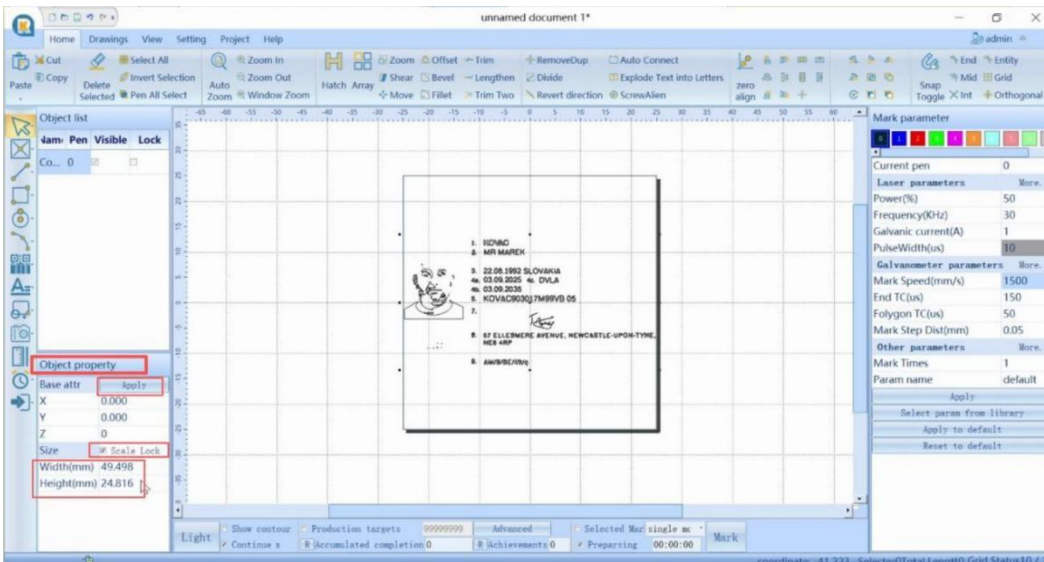 unnamed document 1*
Home Drawings View Setting Project Help admin
Cut Select All Zoom In Zoom Offset Trim RemoveDup Auto Connect End Entity
Paste Copy Delete Selected Invert Selection Auto Zoom Zoom Out Hatch Array Shear Bevel Lengthen Divide Explode Text into Letters zero align Snap Toggle Mid Grid
Pen All Select Window Zoom Move Fillet Trim Two Revert direction ScrewAlien Int Orthogonal
Object list
Pen Visible Lock
Co... 0
1. KOVAC
2. MR MAREK
3. 22.08.1992 SLOVAKIA
4a. 03.09.2025 4c. DVLA
4b. 03.09.2035
5. KOVAC903017M99VB 05
7.
8. 67 ELLESMERE AVENUE, NEWCASTLE-UPON-TYNE,
NE8 4RP
9.
Object property
Base attr Apply
X 0.000
Y 0.000
Z 0
Size Scale Lock
Width(mm) 49.498
Height(mm) 24.816
Mark parameter
Current pen 0
Laser parameters More.
Power(%) 50
Frequency(KHz) 30
Galvanic current(A) 1
PulseWidth(us) 10
Galvanometer parameters More.
Mark Speed(mm/s) 1500
End TC(us) 150
Folygon TC(us) 50
Mark Step Dist(mm) 0.05
Other parameters More.
Mark Times 1
Param name default
Apply
Select param from library
Apply to default
Reset to default
Light Show contour Production targets 99999999 Advanced Selected Mar single mc Mark
Continue Accumulated completion 0 Achievements 0 Preparsing 00:00:00